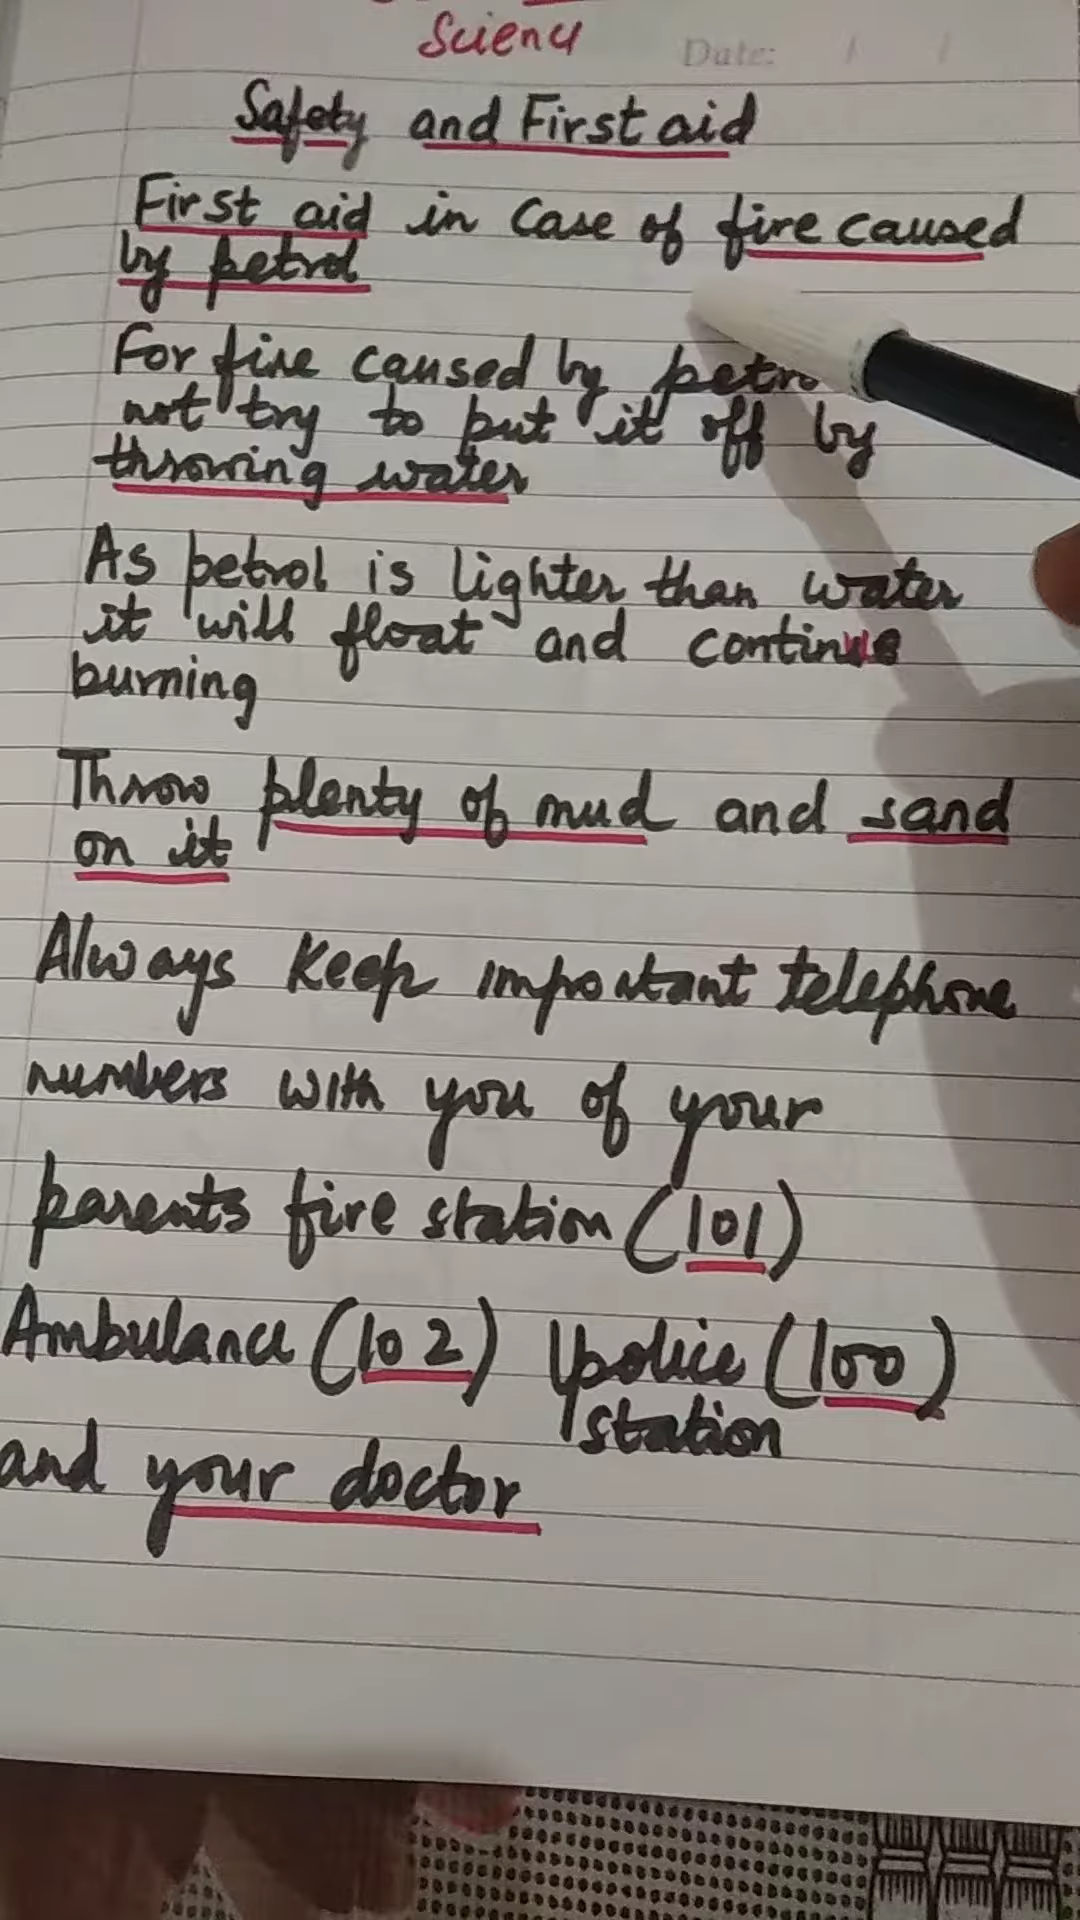 Science
Date: / /
Safety and First aid
First aid in case of fire caused
by petrol
For fire caused by petro
not try to put it off by
throwing water
As petrol is lighter than water
it will float and continue
burning
Throw plenty of mud and sand
on it
Always keep important telephone
numbers with you of your
parents fire station (101)
Ambulance (102) police (100)
station
and your doctor